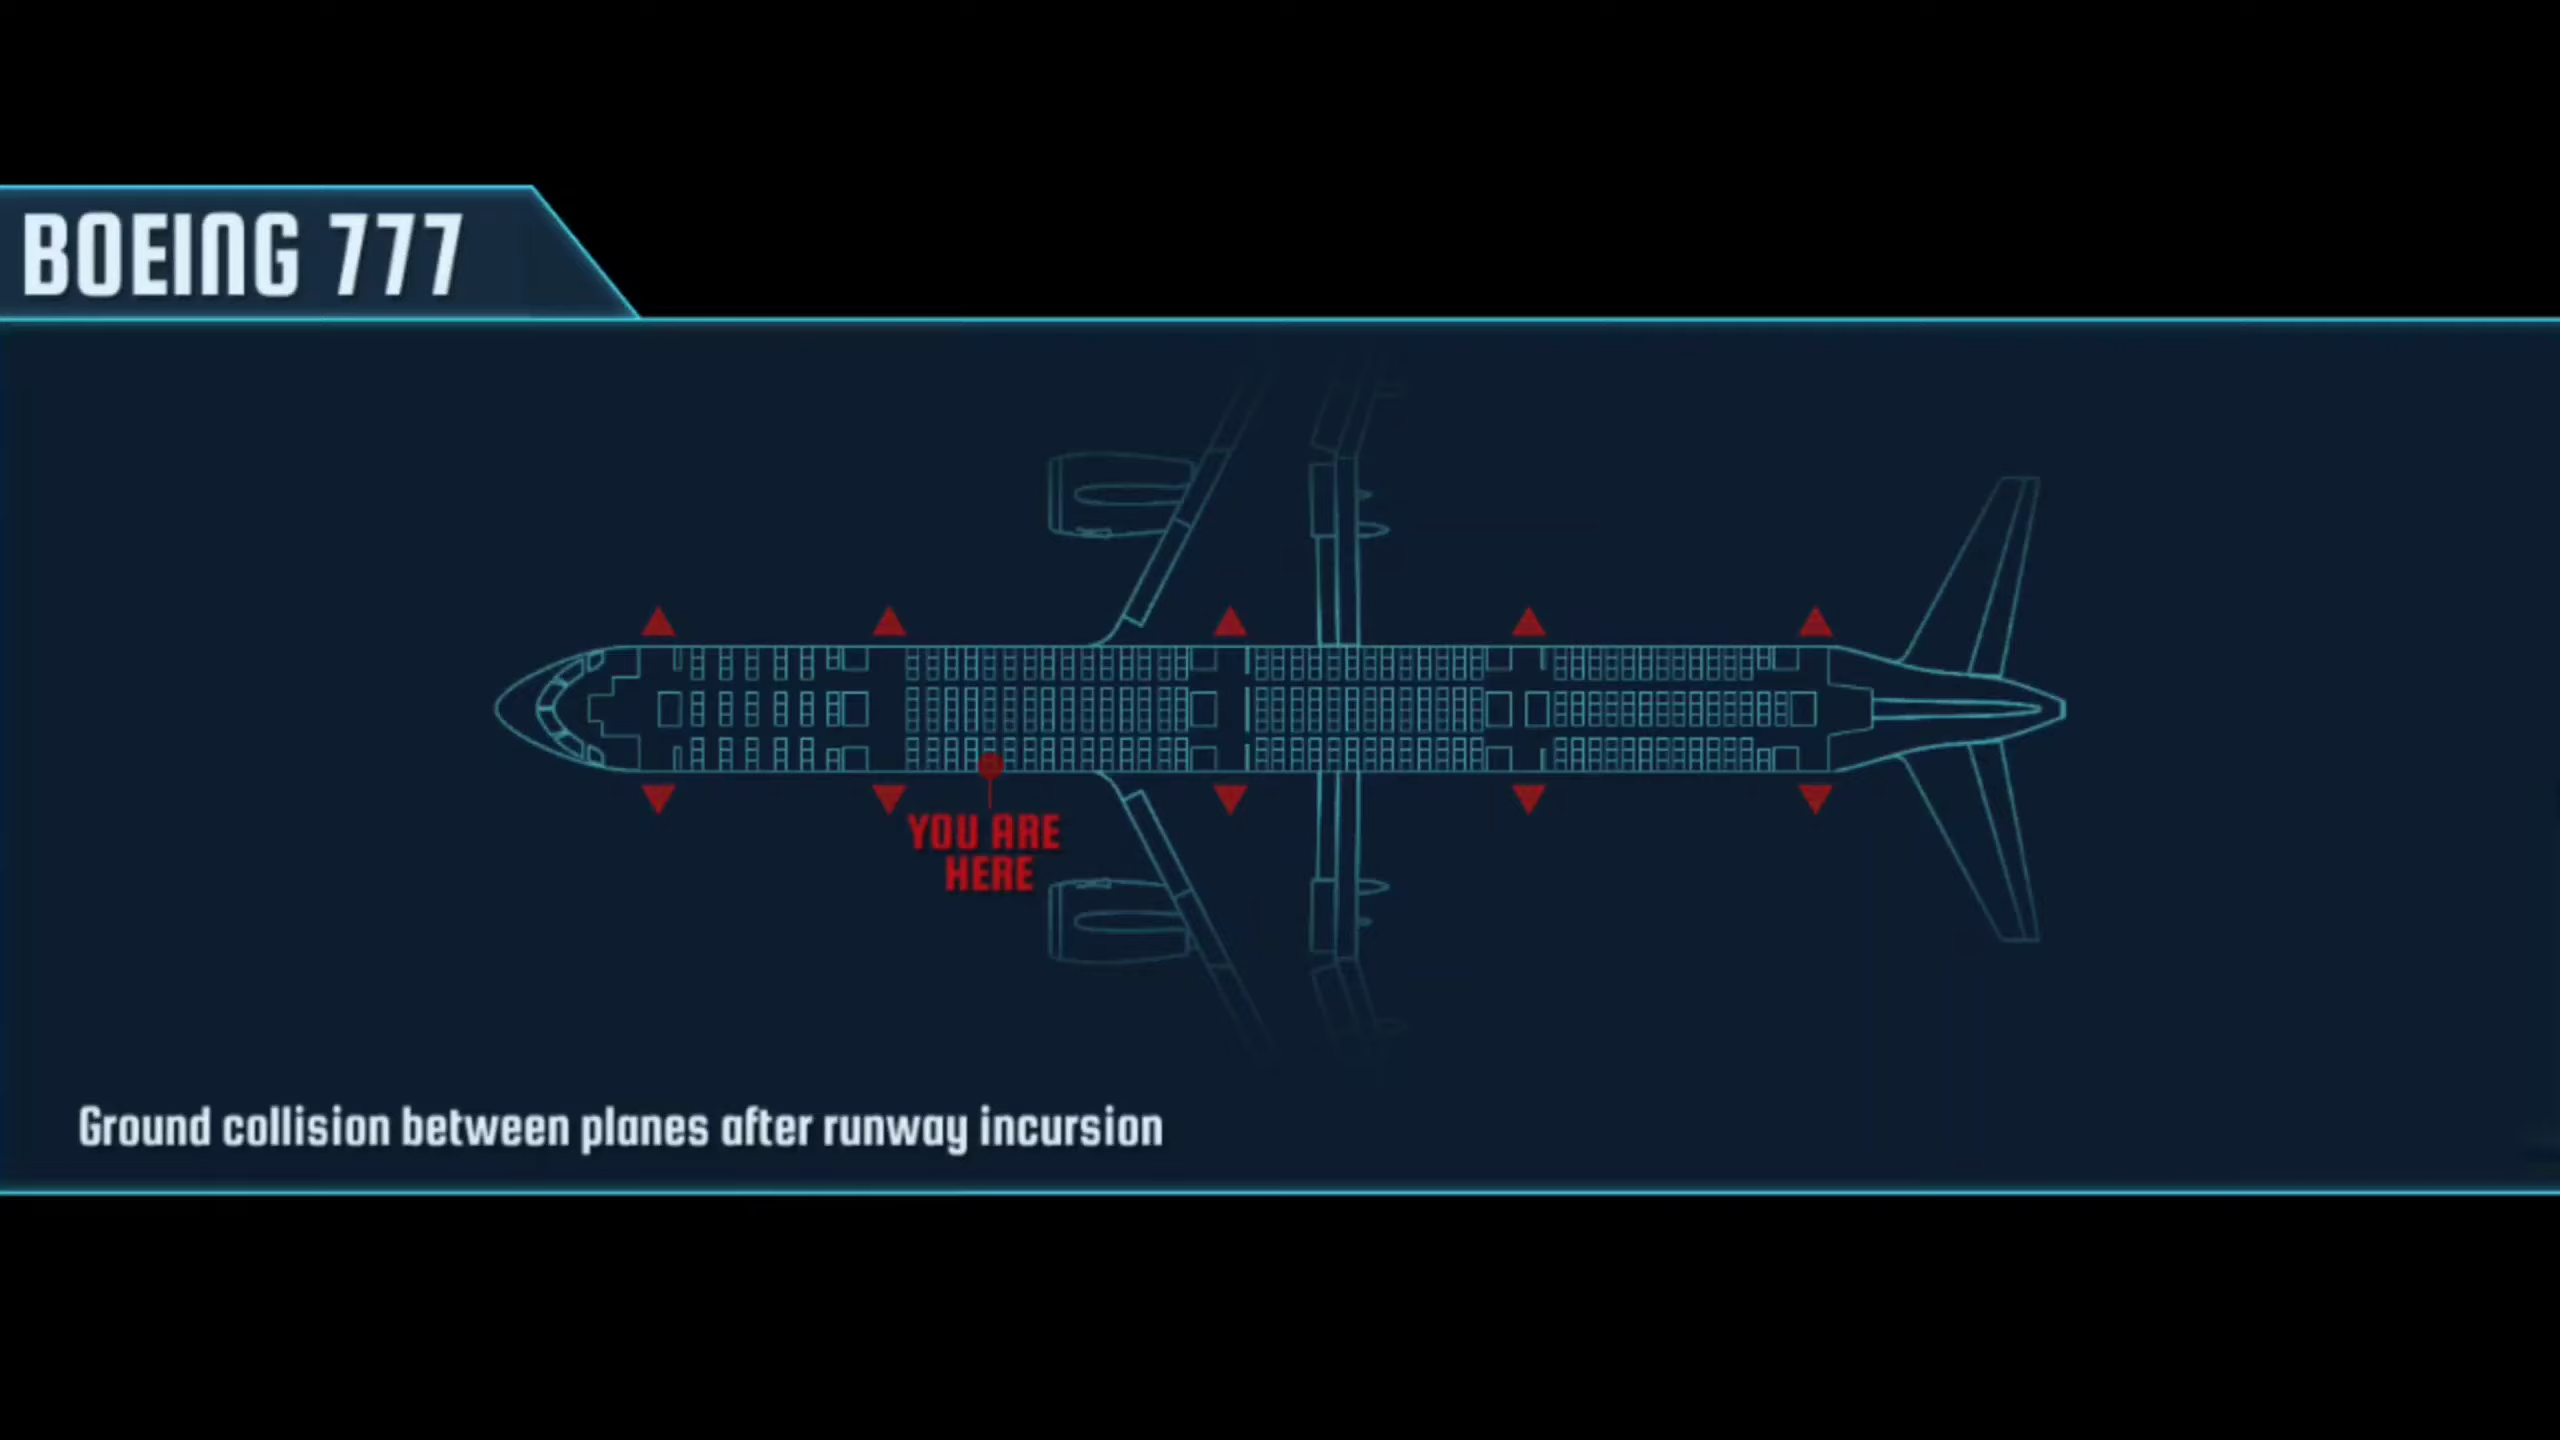 BOEING 777
YOU ARE
HERE
Ground collision between planes after runway incursion